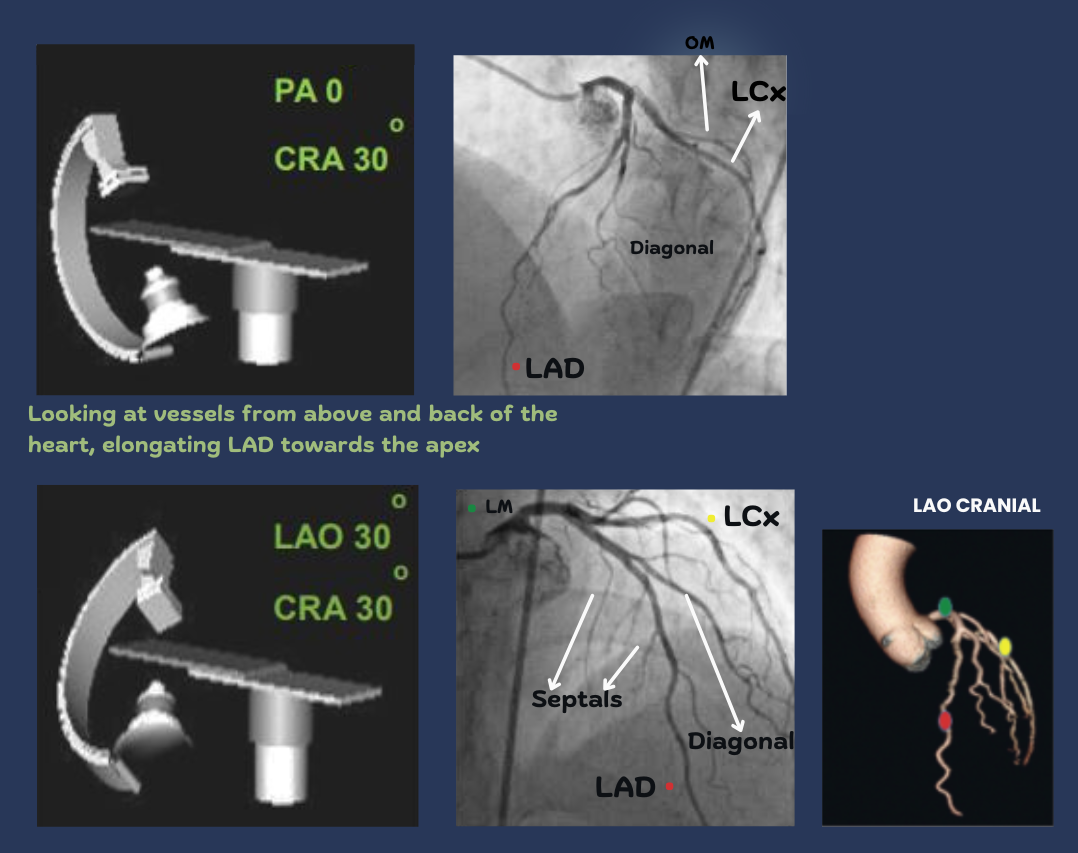 PA 0
o
CRA 30
OM
LCx
Diagonal
LAD
Looking at vessels from above and back of the
heart, elongating LAD towards the apex
o
LAO 30
o
CRA 30
LM
LCx
Septals
Diagonal
LAD
LAO CRANIAL